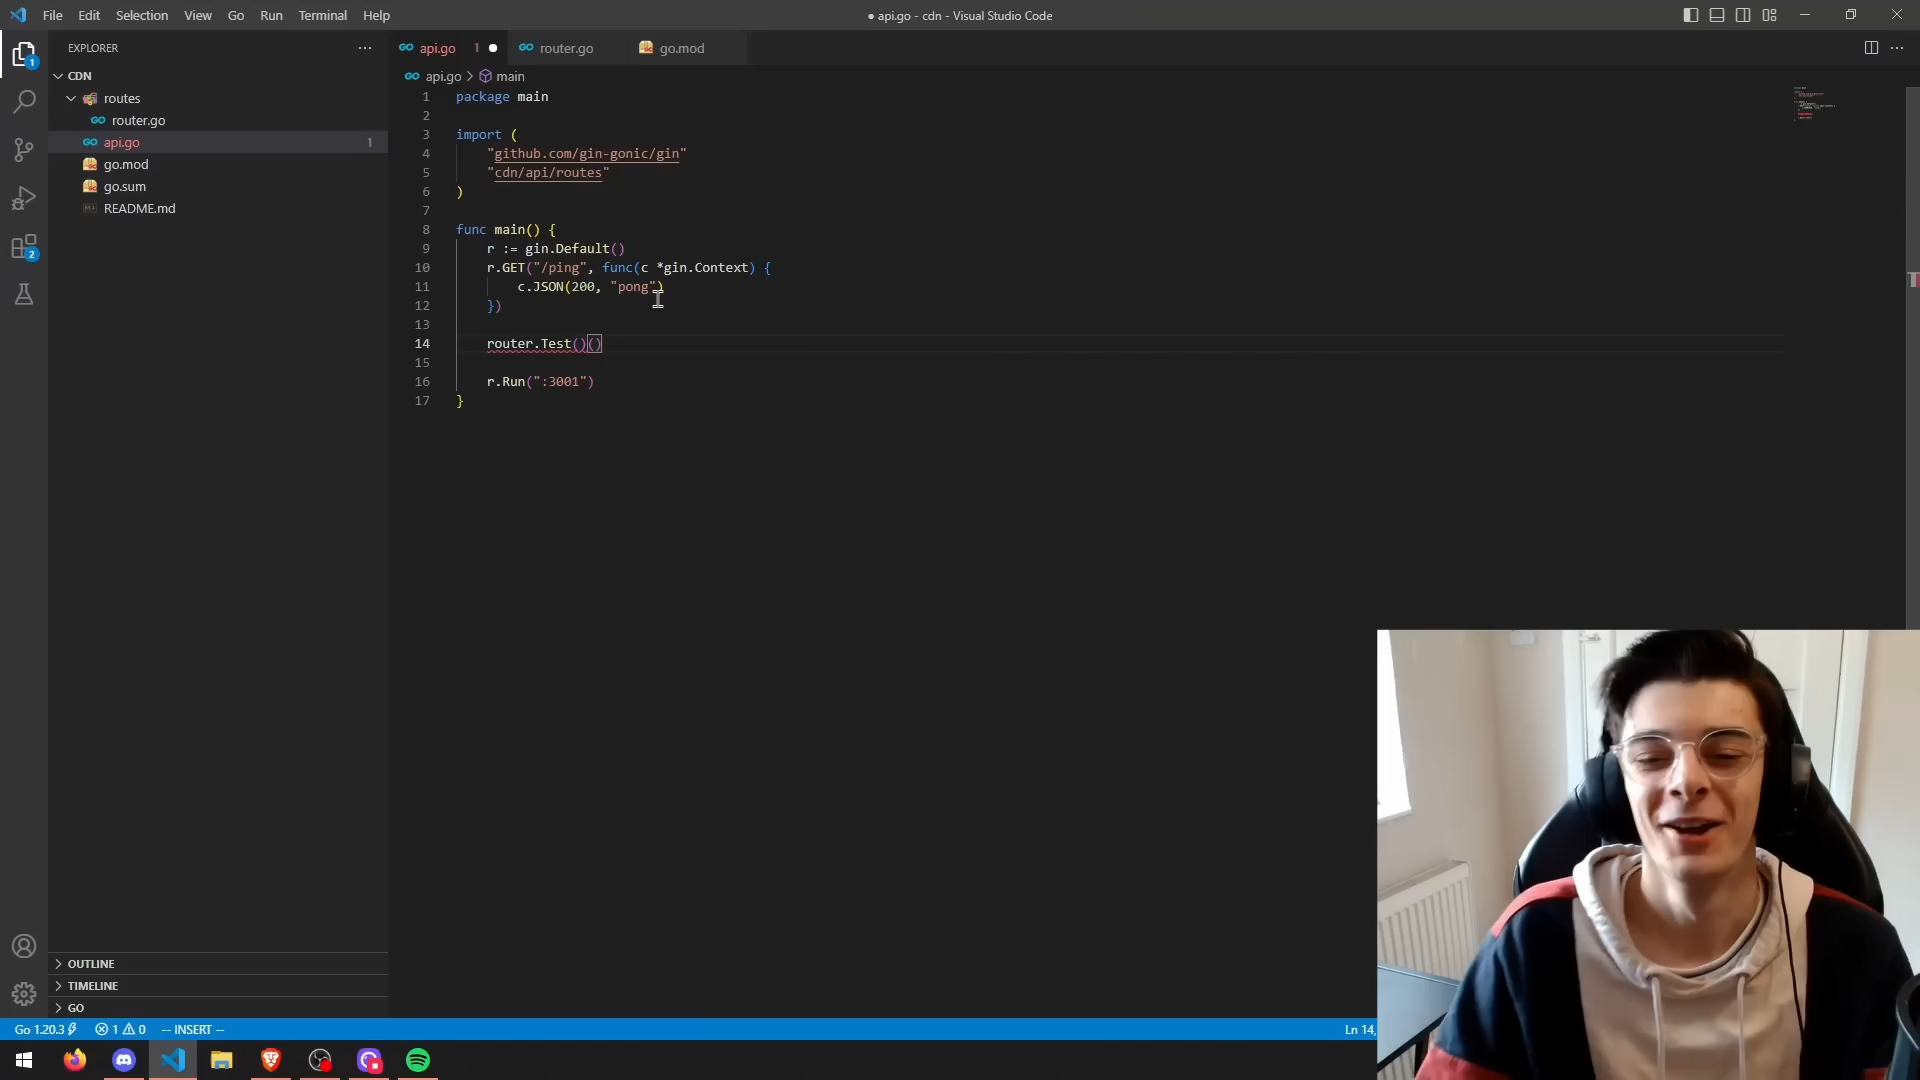 File Edit Selection View Go Run Terminal Help
● api.go - cdn - Visual Studio Code
EXPLORER
CDN
routes
router.go
api.go 1
go.mod
go.sum
README.md
OUTLINE
TIMELINE
GO
api.go 1
router.go
go.mod
api.go > main
1 package main
2
3 import (
4 "github.com/gin-gonic/gin"
5 "cdn/api/routes"
6 )
7
8 func main() {
9 r := gin.Default()
10 r.GET("/ping", func(c *gin.Context) {
11 c.JSON(200, "pong")
12 })
13
14 router.Test()()
15
16 r.Run(":3001")
17 }
1
2
Go 1.20.3 1 0 -- INSERT --
Ln 14,